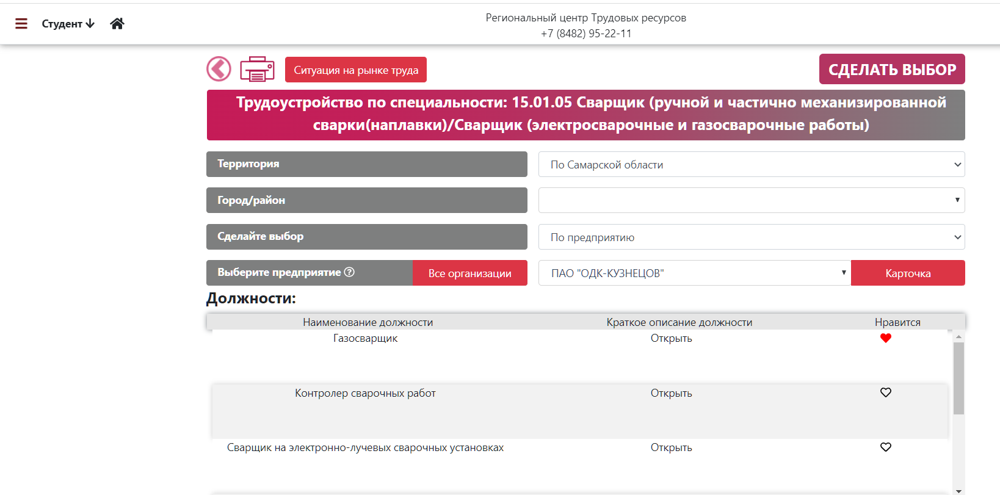 Студент
Региональный центр Трудовых ресурсов
+7 (8482) 95-22-11
Ситуация на рынке труда
СДЕЛАТЬ ВЫБОР
Трудоустройство по специальности: 15.01.05 Сварщик (ручной и частично механизированной
сварки(наплавки)/Сварщик (электросварочные и газосварочные работы)
Территория
По Самарской области
Город/район
Сделайте выбор
По предприятию
Выберите предприятие
Все организации
ПАО "ОДК-КУЗНЕЦОВ"
Карточка
Должности:
Наименование должности Краткое описание должности Нравится
Газосварщик Открыть
Контролер сварочных работ Открыть
Сварщик на электронно-лучевых сварочных установках Открыть